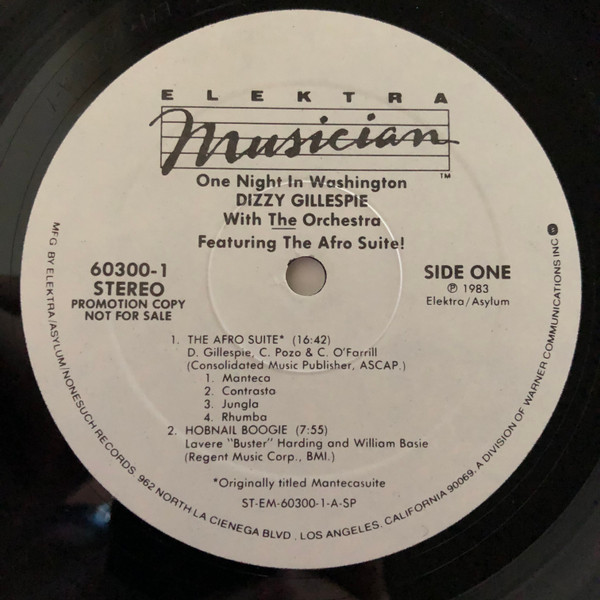 ELEKTRA
Musician™
One Night In Washington
DIZZY GILLESPIE
With The Orchestra
Featuring The Afro Suite!
60300-1
STEREO
PROMOTION COPY
NOT FOR SALE
SIDE ONE
℗ 1983
Elektra/Asylum
1. THE AFRO SUITE* (16:42)
D. Gillespie, C. Pozo & C. O'Farrill
(Consolidated Music Publisher, ASCAP.)
1. Manteca
2. Contrasta
3. Jungla
4. Rhumba
2. HOBNAIL BOOGIE (7:55)
Lavere "Buster" Harding and William Basie
(Regent Music Corp., BMI.)
*Originally titled Mantecasuite
ST-EM-60300-1-A-SP
MFG BY ELEKTRA/ASYLUM/NONESUCH RECORDS. 962 NORTH LA CIENEGA BLVD., LOS ANGELES, CALIFORNIA 90069, A DIVISION OF WARNER COMMUNICATIONS INC